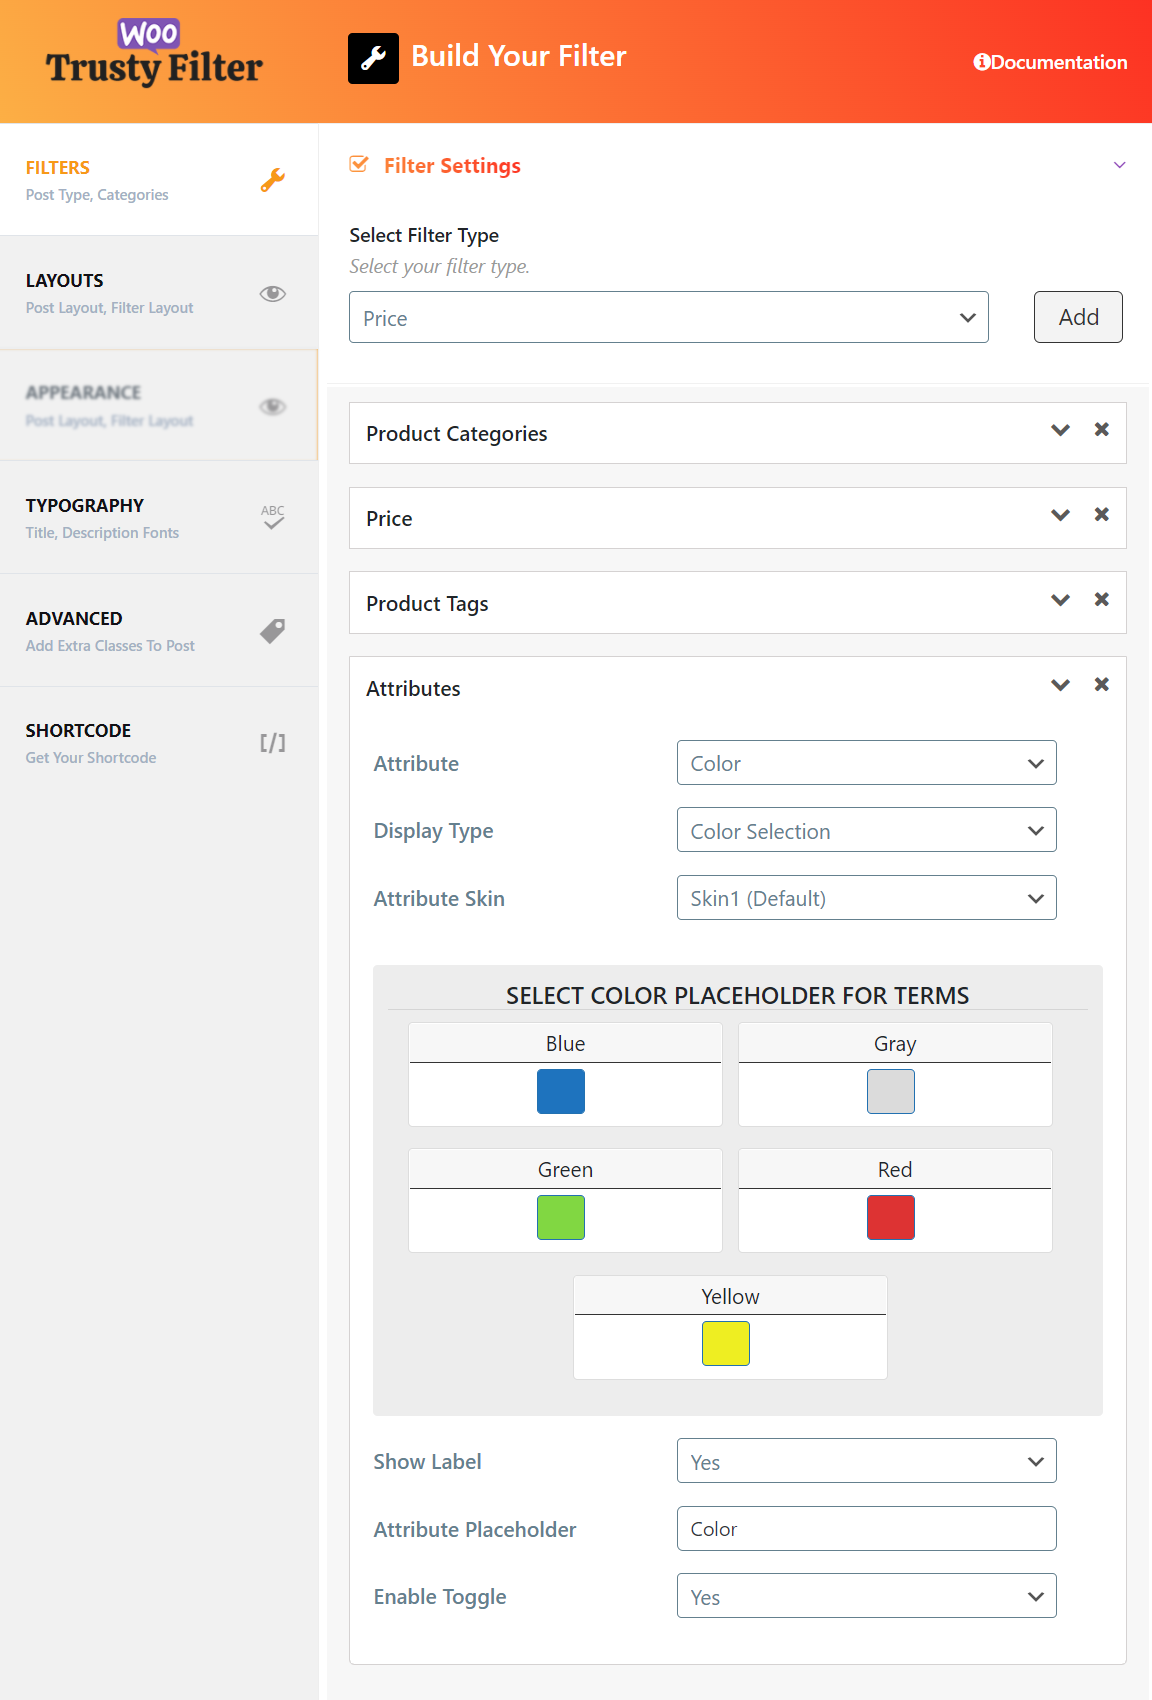 WOO
Trusty Filter
Build Your Filter
Documentation
FILTERS
Post Type, Categories
LAYOUTS
Post Layout, Filter Layout
APPEARANCE
Post Layout, Filter Layout
TYPOGRAPHY
Title, Description Fonts
ABC
ADVANCED
Add Extra Classes To Post
SHORTCODE
Get Your Shortcode
[/]
Filter Settings
Select Filter Type
Select your filter type.
Price
Add
Product Categories
Price
Product Tags
Attributes
Attribute
Color
Display Type
Color Selection
Attribute Skin
Skin1 (Default)
SELECT COLOR PLACEHOLDER FOR TERMS
Blue
Gray
Green
Red
Yellow
Show Label
Yes
Attribute Placeholder
Color
Enable Toggle
Yes